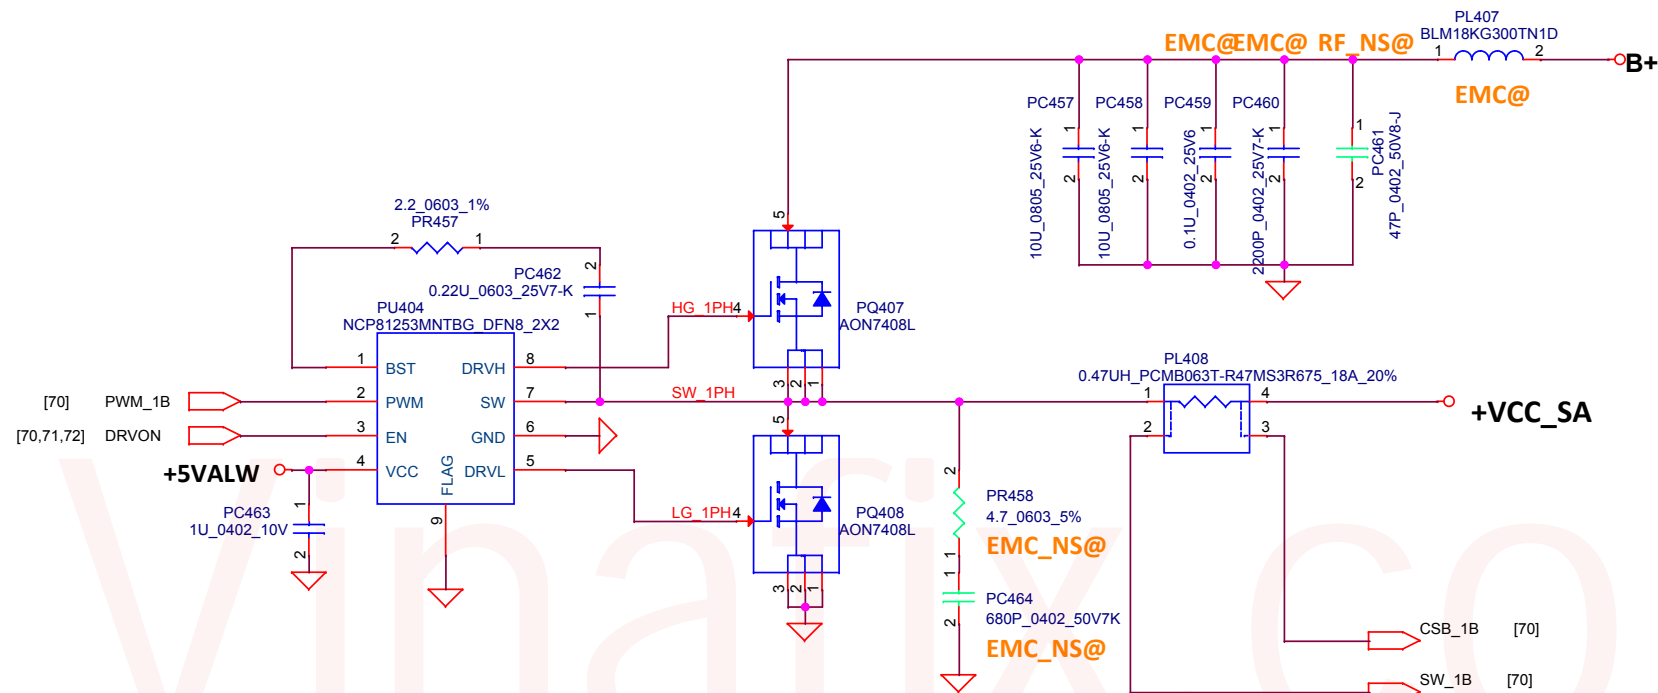 PL407
BLM18KG300TN1D
EMC@ EMC@ RF_NS@
1 2
B+
EMC@
PC457 PC458 PC459 PC460
1 1 1 1 1
2 2 2 2 2
10U_0805_25V6-K
10U_0805_25V6-K
0.1U_0402_25V6
2200P_0402_25V7-K
PC461
47P_0402_50V8-J
2.2_0603_1%
PR457
2 1
PC462
0.22U_0603_25V7-K
2
1
PU404
NCP81253MNTBG_DFN8_2X2
1 BST DRVH 8
2 PWM SW 7
3 EN GND 6
4 VCC DRVL 5
FLAG
9
[70] PWM_1B
[70,71,72] DRVON
+5VALW
PC463
1U_0402_10V
1
2
HG_1PH 4
5
PQ407
AON7408L
3 2 1
SW_1PH
5
LG_1PH 4
PQ408
AON7408L
3 2 1
PL408
0.47UH_PCMB063T-R47MS3R675_18A_20%
1 4
2 3
+VCC_SA
2
PR458
4.7_0603_5%
EMC_NS@
1
1
PC464
680P_0402_50V7K
2
EMC_NS@
CSB_1B [70]
SW_1B [70]
Vinafix.co